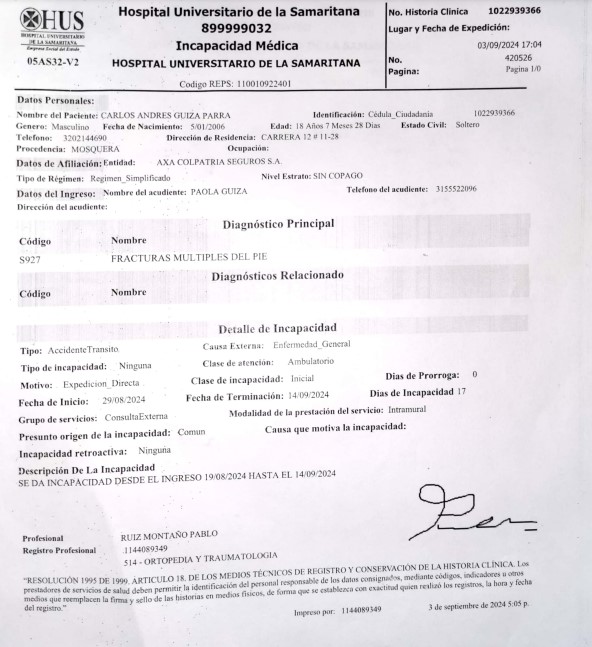 HUS
HOSPITAL UNIVERSITARIO
DE LA SAMARITANA
Empresa Social del Estado
05AS32-V2
Hospital Universitario de la Samaritana
899999032
Incapacidad Médica
HOSPITAL UNIVERSITARIO DE LA SAMARITANA
Codigo REPS: 110010922401
No. Historia Clinica 1022939366
Lugar y Fecha de Expedición:
03/09/2024 17:04
No. 420526
Pagina: Pagina 1/0
Datos Personales:
Nombre del Paciente: CARLOS ANDRES GUIZA PARRA Identificación: Cédula_Ciudadanía 1022939366
Genero: Masculino Fecha de Nacimiento: 5/01/2006 Edad: 18 Años 7 Meses 28 Dias Estado Civil: Soltero
Telefono: 3202144690 Dirección de Residencia: CARRERA 12 # 11-28
Procedencia: MOSQUERA Ocupación:
Datos de Afiliación: Entidad: AXA COLPATRIA SEGUROS S.A.
Tipo de Régimen: Regimen_Simplificado Nivel Estrato: SIN COPAGO
Datos del Ingreso: Nombre del acudiente: PAOLA GUIZA Telefono del acudiente: 3155522096
Dirección del acudiente:
Diagnóstico Principal
Código Nombre
S927 FRACTURAS MULTIPLES DEL PIE
Diagnósticos Relacionado
Código Nombre
Detalle de Incapacidad
Tipo: AccidenteTransito Causa Externa: Enfermedad_General
Tipo de incapacidad: Ninguna Clase de atención: Ambulatorio
Motivo: Expedicion_Directa Clase de incapacidad: Inicial Dias de Prorroga: 0
Fecha de Inicio: 29/08/2024 Fecha de Terminación: 14/09/2024 Dias de Incapacidad 17
Grupo de servicios: ConsultaExterna Modalidad de la prestación del servicio: Intramural
Presunto origen de la incapacidad: Comun Causa que motiva la incapacidad:
Incapacidad retroactiva: Ninguna
Descripción De La Incapacidad
SE DA INCAPACIDAD DESDE EL INGRESO 19/08/2024 HASTA EL 14/09/2024
Profesional RUIZ MONTAÑO PABLO
Registro Profesional 1144089349
514 - ORTOPEDIA Y TRAUMATOLOGIA
"RESOLUCIÓN 1995 DE 1999. ARTICULO 18. DE LOS MEDIOS TÉCNICOS DE REGISTRO Y CONSERVACIÓN DE LA HISTORIA CLÍNICA. Los
prestadores de servicios de salud deben permitir la identificación del personal responsable de los datos consignados, mediante códigos, indicadores u otros
medios que reemplacen la firma y sello de las historias en medios físicos, de forma que se establezca con exactitud quien realizó los registros, la hora y fecha
del registro."
Impreso por: 1144089349 3 de septiembre de 2024 5:05 p.